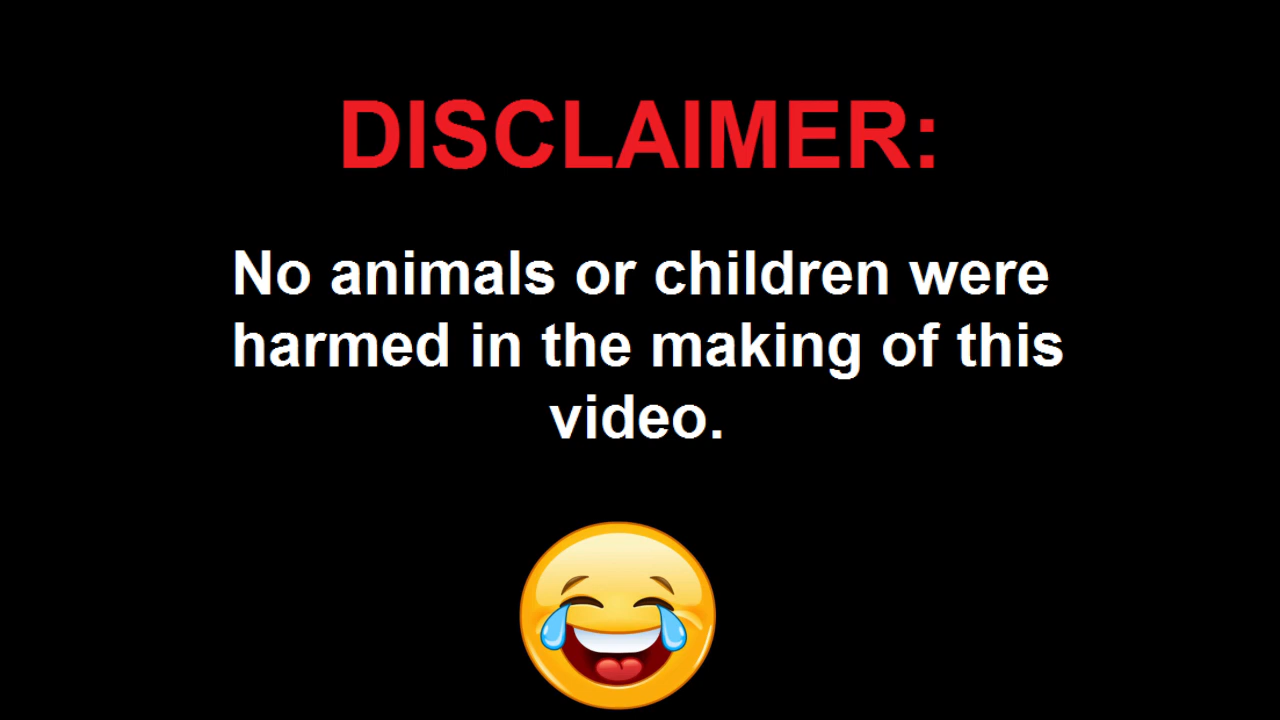 DISCLAIMER:
No animals or children were
harmed in the making of this
video.